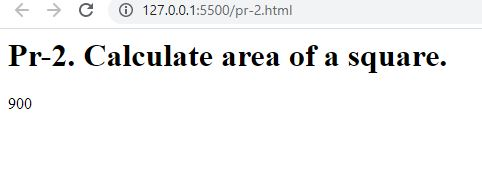 127.0.0.1:5500/pr-2.html
Pr-2. Calculate area of a square.
900